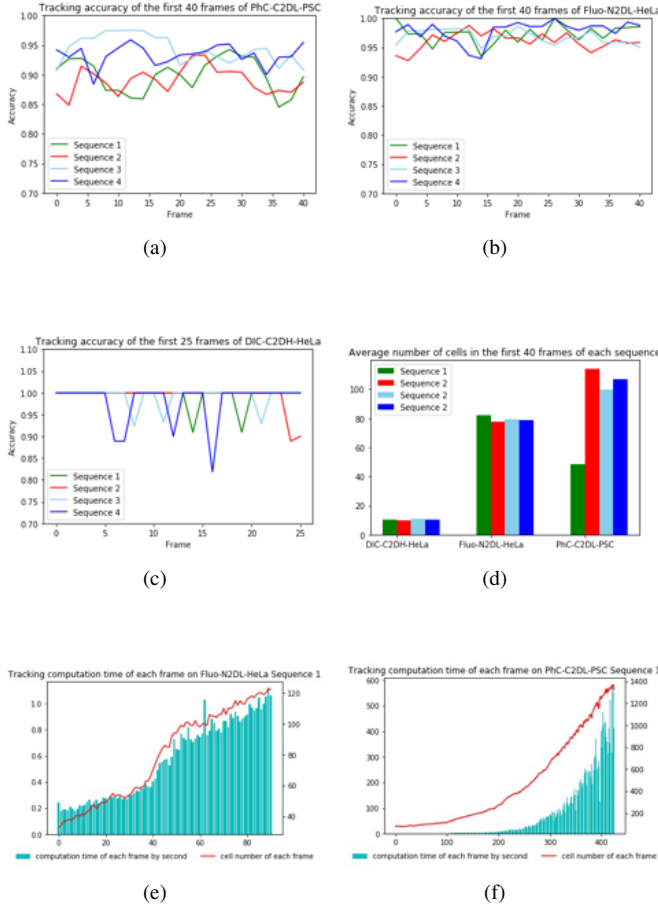 Tracking accuracy of the first 40 frames of PhC-C2DL-PSC
1.00
0.95
0.90
0.85
0.80
0.75
0.70
Accuracy
Sequence 1
Sequence 2
Sequence 3
Sequence 4
0 5 10 15 20 25 30 35 40
Frame
(a)
Tracking accuracy of the first 40 frames of Fluo-N2DL-HeLa
1.00
0.95
0.90
0.85
0.80
0.75
0.70
Accuracy
Sequence 1
Sequence 2
Sequence 3
Sequence 4
0 5 10 15 20 25 30 35 40
Frame
(b)
Tracking accuracy of the first 25 frames of DIC-C2DH-HeLa
1.10
1.05
1.00
0.95
0.90
0.85
0.80
0.75
0.70
Accuracy
Sequence 1
Sequence 2
Sequence 3
Sequence 4
0 5 10 15 20 25
Frame
(c)
Average number of cells in the first 40 frames of each sequence
100
80
60
40
20
0
Sequence 1
Sequence 2
Sequence 2
Sequence 2
DIC-C2DH-HeLa Fluo-N2DL-HeLa PhC-C2DL-PSC
(d)
Tracking computation time of each frame on Fluo-N2DL-HeLa Sequence 1
1.0
0.8
0.6
0.4
0.2
0.0
120
100
80
60
40
0 20 40 60 80
computation time of each frame by second cell number of each frame
(e)
Tracking computation time of each frame on PhC-C2DL-PSC Sequence 1
600
500
400
300
200
100
0
1400
1200
1000
800
600
400
200
0 100 200 300 400
computation time of each frame by second cell number of each frame
(f)